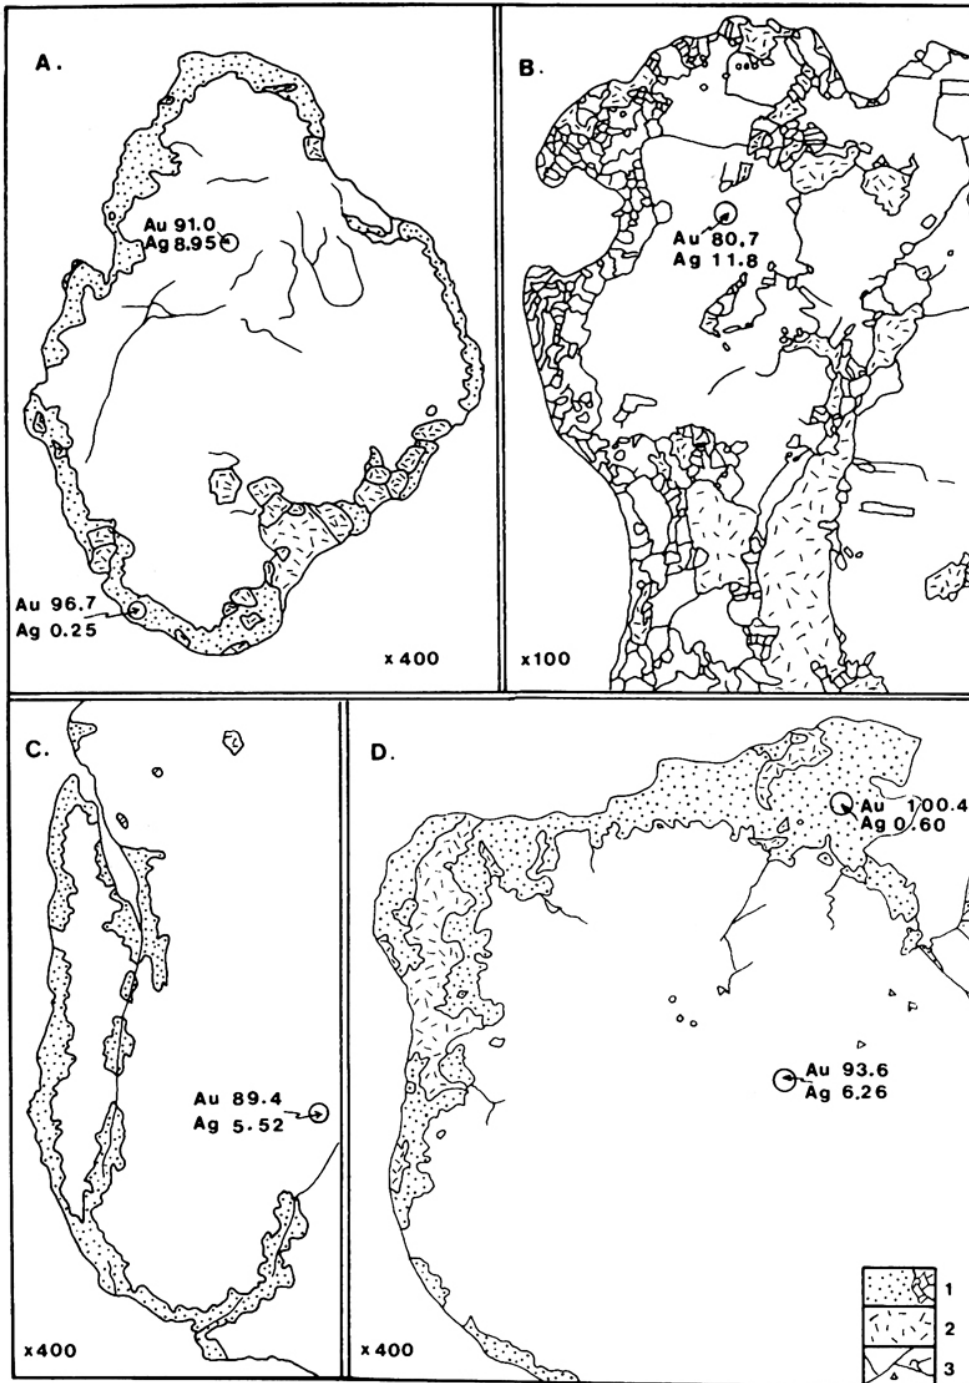 A.
Au 91.0
Ag 8.95
Au 96.7
Ag 0.25
x 400
B.
Au 80.7
Ag 11.8
x100
C.
Au 89.4
Ag 5.52
x400
D.
Au 100.4
Ag 0.60
Au 93.6
Ag 6.26
x 400
1
2
3